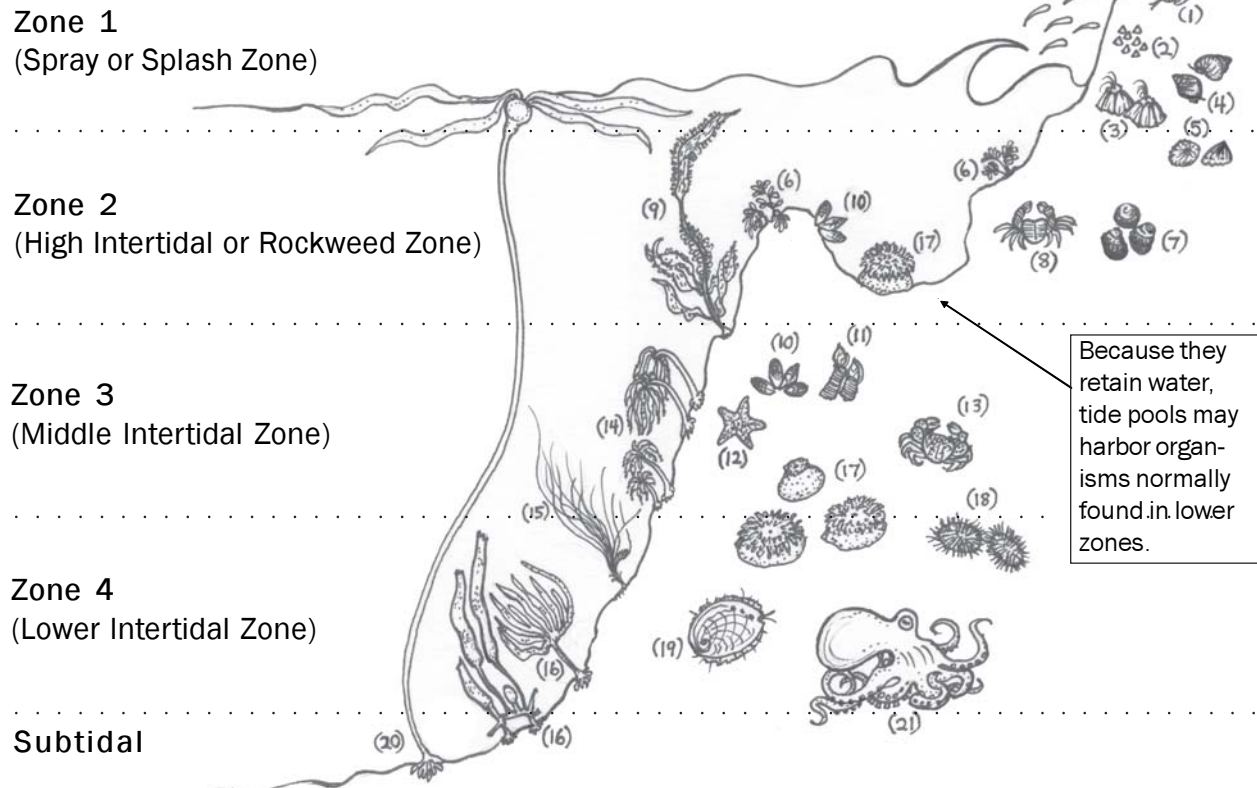 Zone 1
(Spray or Splash Zone)
(1)
(2)
(4)
(3)
(5)
Zone 2
(High Intertidal or Rockweed Zone)
(6)
(6)
(9)
(10)
(17)
(8)
(7)
Because they
retain water,
tide pools may
harbor organ-
isms normally
found in lower
zones.
Zone 3
(Middle Intertidal Zone)
(10)
(11)
(14)
(12)
(13)
(17)
(15)
(18)
Zone 4
(Lower Intertidal Zone)
(16)
(19)
(21)
Subtidal
(20)
(16)